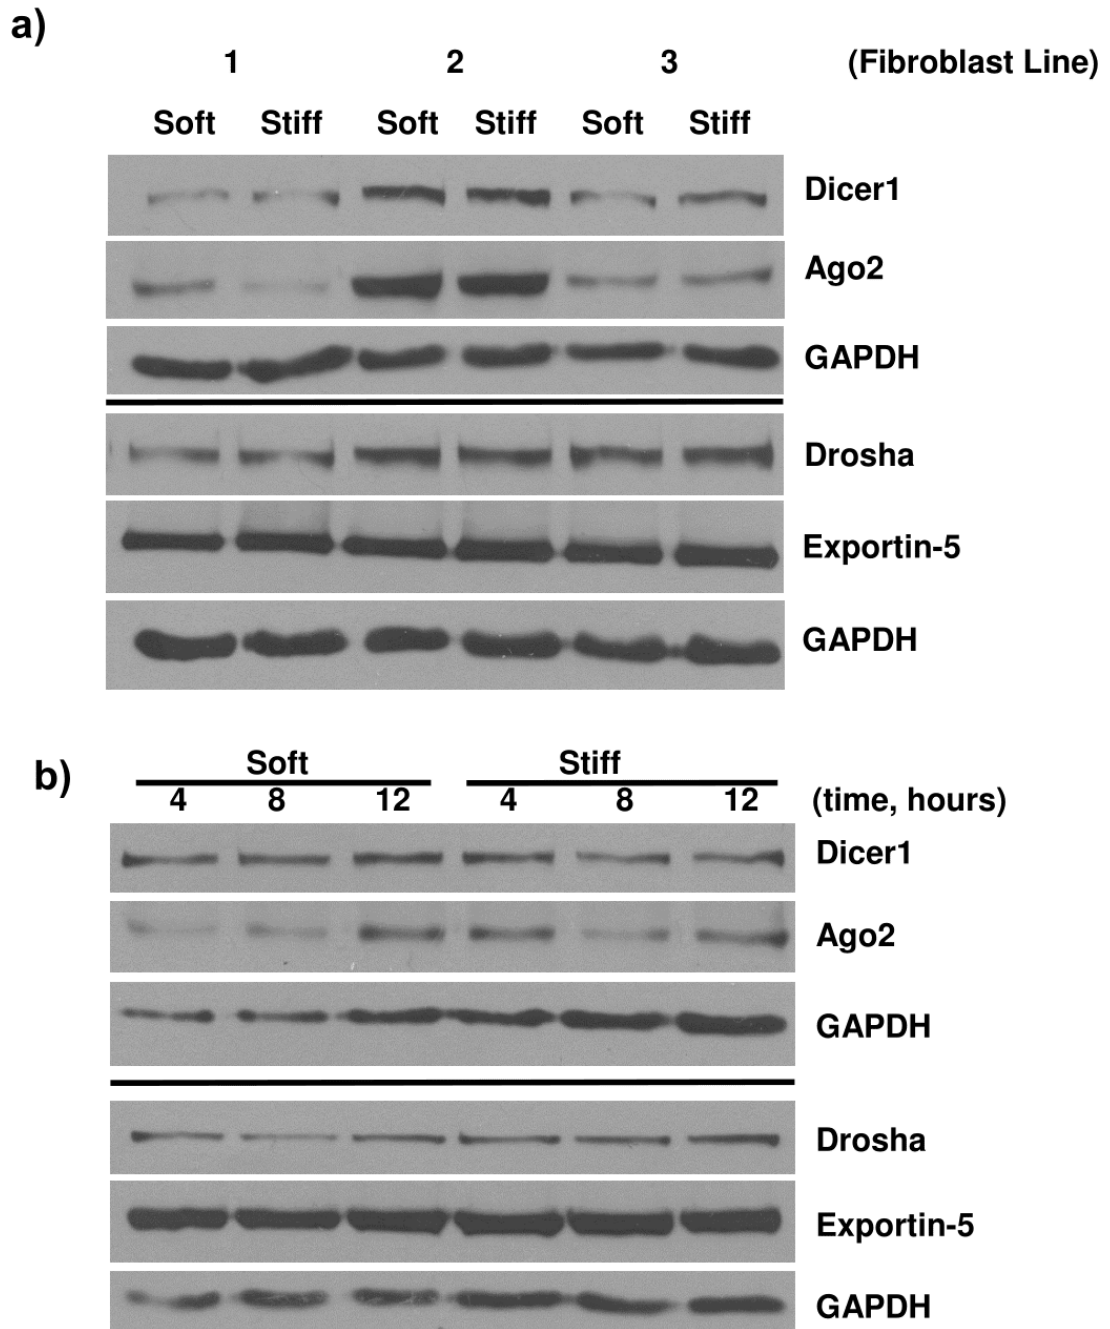 a)
1 2 3 (Fibroblast Line)
Soft Stiff Soft Stiff Soft Stiff
Dicer1
Ago2
GAPDH
Drosha
Exportin-5
GAPDH
b)
Soft Stiff
4 8 12 4 8 12 (time, hours)
Dicer1
Ago2
GAPDH
Drosha
Exportin-5
GAPDH